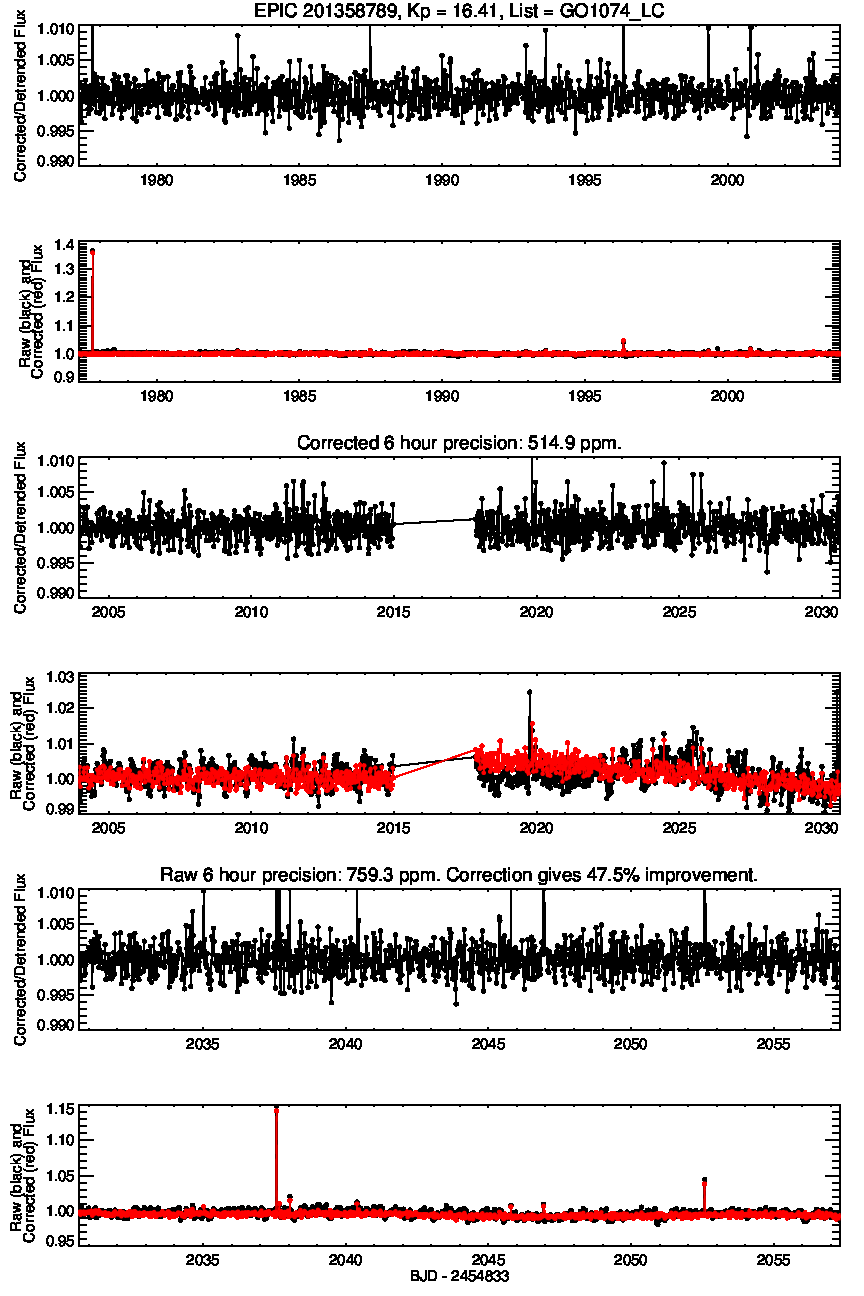 EPIC 201358789, Kp = 16.41, List = GO1074_LC
Corrected/Detrended Flux
1.010
1.005
1.000
0.995
0.990
1980 1985 1990 1995 2000
Raw (black) and
Corrected (red) Flux
1.4
1.3
1.2
1.1
1.0
0.9
1980 1985 1990 1995 2000
Corrected 6 hour precision: 514.9 ppm.
Corrected/Detrended Flux
1.010
1.005
1.000
0.995
0.990
2005 2010 2015 2020 2025 2030
Raw (black) and
Corrected (red) Flux
1.03
1.02
1.01
1.00
0.99
2005 2010 2015 2020 2025 2030
Raw 6 hour precision: 759.3 ppm. Correction gives 47.5% improvement.
Corrected/Detrended Flux
1.010
1.005
1.000
0.995
0.990
2035 2040 2045 2050 2055
Raw (black) and
Corrected (red) Flux
1.15
1.10
1.05
1.00
0.95
2035 2040 2045 2050 2055
BJD - 2454833